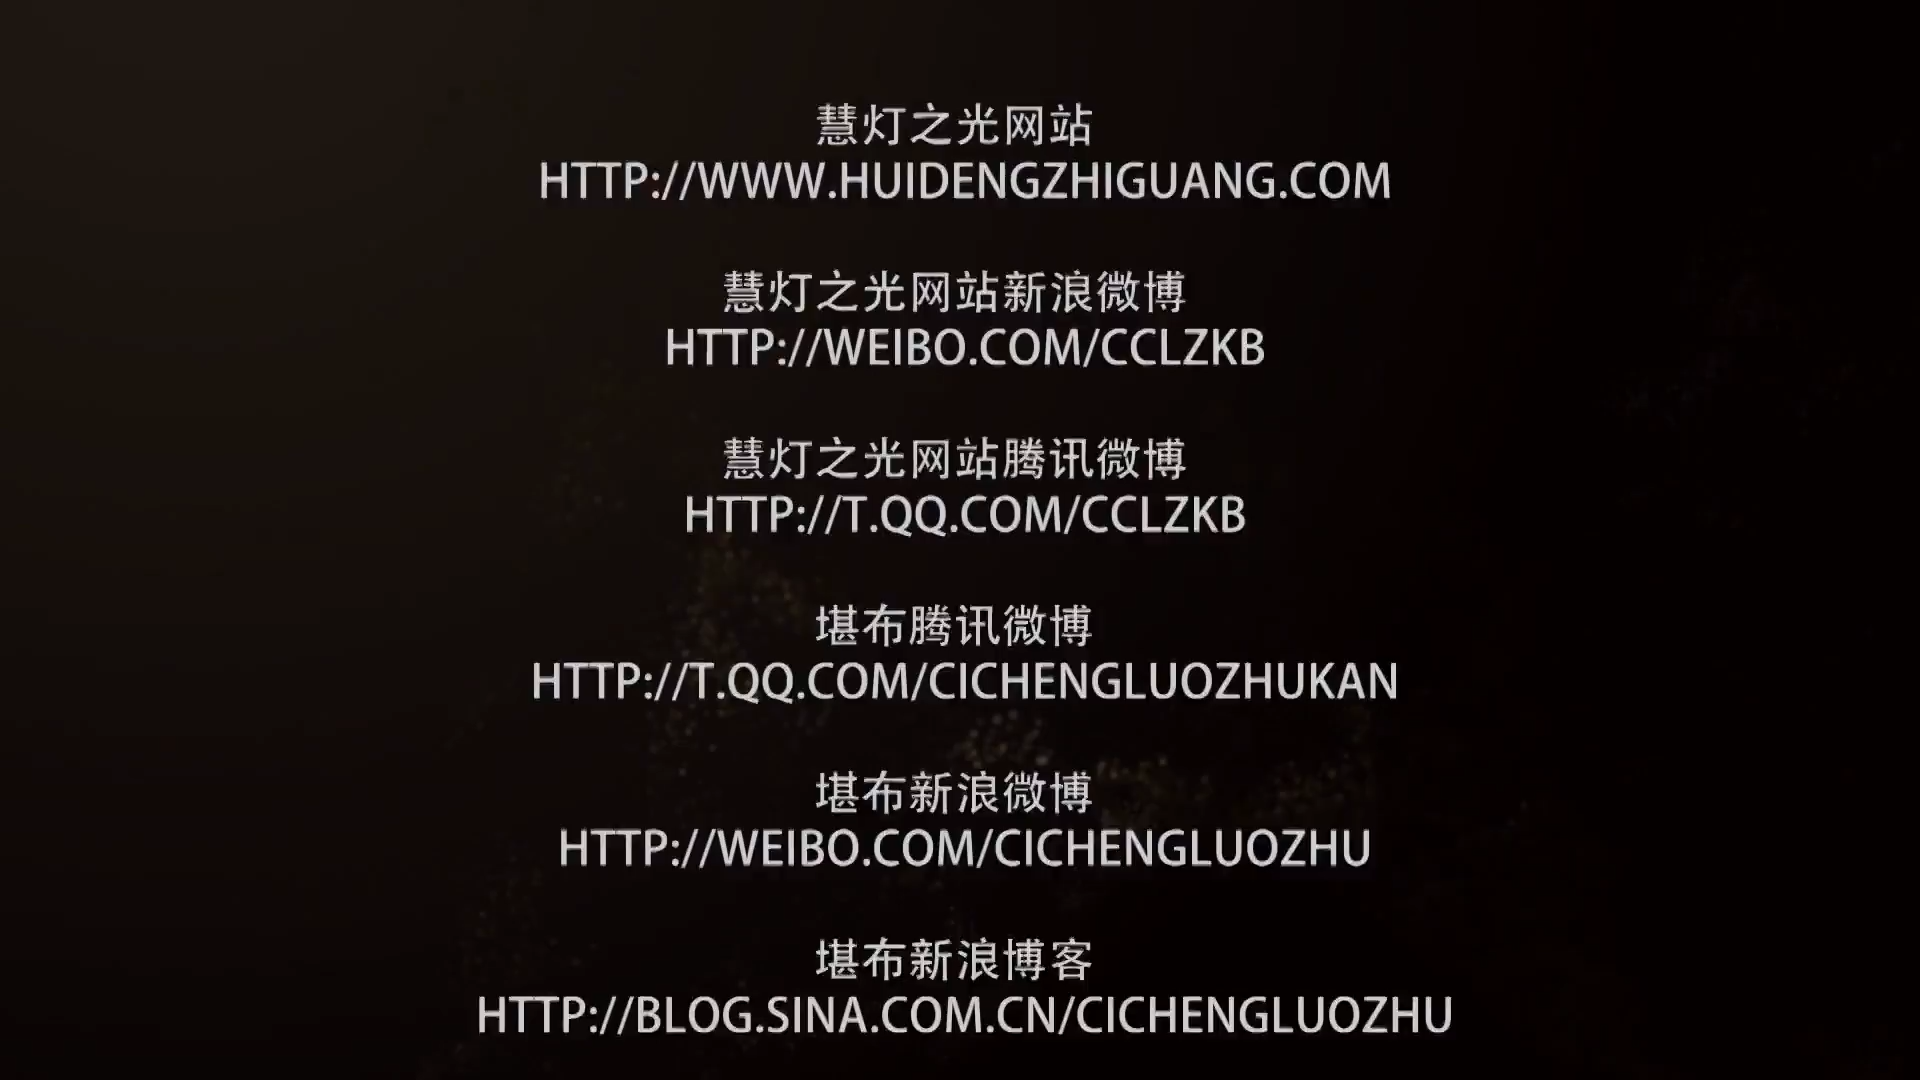 慧灯之光网站
HTTP://WWW.HUIDENGZHIGUANG.COM
慧灯之光网站新浪微博
HTTP://WEIBO.COM/CCLZKB
慧灯之光网站腾讯微博
HTTP://T.QQ.COM/CCLZKB
堪布腾讯微博
HTTP://T.QQ.COM/CICHENGLUOZHUKAN
堪布新浪微博
HTTP://WEIBO.COM/CICHENGLUOZHU
堪布新浪博客
HTTP://BLOG.SINA.COM.CN/CICHENGLUOZHU